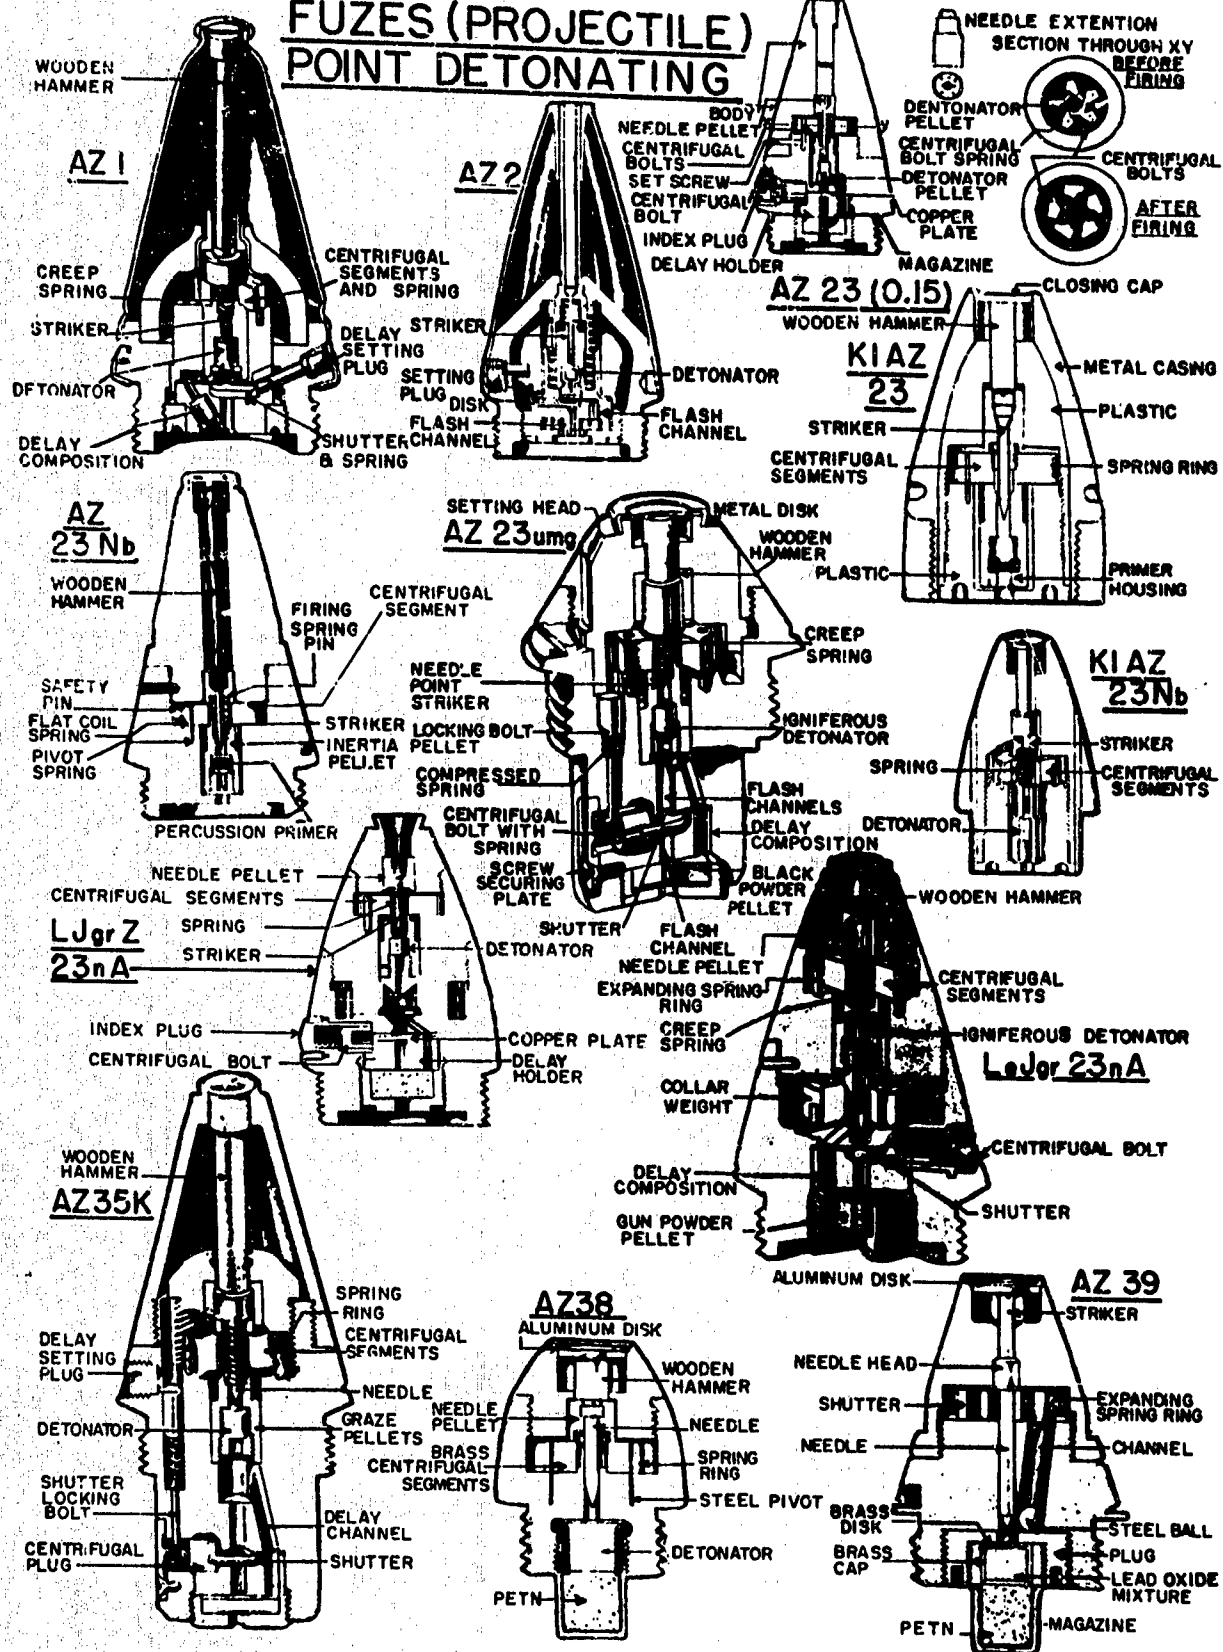 FUZES (PROJECTILE)
POINT DETONATING
WOODEN
HAMMER
AZ 1
CREEP
SPRING
STRIKER
DETONATOR
DELAY
COMPOSITION
CENTRIFUGAL
SEGMENTS
AND SPRING
DELAY
SETTING
PLUG
SHUTTER
& SPRING
AZ 2
STRIKER
SETTING
PLUG
DISK
FLASH
CHANNEL
DETONATOR
FLASH
CHANNEL
BODY
NEEDLE PELLET
CENTRIFUGAL
BOLTS
SET SCREW
CENTRIFUGAL
BOLT
INDEX PLUG
DELAY HOLDER
DETONATOR
PELLET
COPPER
PLATE
MAGAZINE
AZ 23 (0.15)
NEEDLE EXTENTION
SECTION THROUGH XY
BEFORE
FIRING
DENTONATOR
PELLET
CENTRIFUGAL
BOLT SPRING
CENTRIFUGAL
BOLTS
AFTER
FIRING
CLOSING CAP
WOODEN HAMMER
KI AZ
23
METAL CASING
PLASTIC
STRIKER
CENTRIFUGAL
SEGMENTS
SPRING RING
PLASTIC
PRIMER
HOUSING
AZ
23 Nb
WOODEN
HAMMER
FIRING
SPRING
PIN
CENTRIFUGAL
SEGMENT
SAFETY
PIN
FLAT COIL
SPRING
PIVOT
SPRING
STRIKER
INERTIA
PELLET
PERCUSSION PRIMER
SETTING HEAD
METAL DISK
AZ 23umg
WOODEN
HAMMER
CREEP
SPRING
NEEDLE
POINT
STRIKER
LOCKING BOLT
PELLET
COMPRESSED
SPRING
CENTRIFUGAL
BOLT WITH
SPRING
SCREW
SECURING
PLATE
SHUTTER
IGNIFEROUS
DETONATOR
FLASH
CHANNELS
DELAY
COMPOSITION
BLACK
POWDER
PELLET
FLASH
CHANNEL
KI AZ
23Nb
STRIKER
SPRING
CENTRIFUGAL
SEGMENTS
DETONATOR
LJgrZ
23nA
NEEDLE PELLET
CENTRIFUGAL SEGMENTS
SPRING
STRIKER
DETONATOR
INDEX PLUG
CENTRIFUGAL BOLT
COPPER PLATE
DELAY
HOLDER
WOODEN HAMMER
NEEDLE PELLET
EXPANDING SPRING
RING
CREEP
SPRING
CENTRIFUGAL
SEGMENTS
IGNIFEROUS DETONATOR
LeJgr 23nA
COLLAR
WEIGHT
CENTRIFUGAL BOLT
DELAY
COMPOSITION
SHUTTER
GUN POWDER
PELLET
WOODEN
HAMMER
AZ35K
SPRING
RING
CENTRIFUGAL
SEGMENTS
DELAY
SETTING
PLUG
NEEDLE
DETONATOR
GRAZE
PELLETS
SHUTTER
LOCKING
BOLT
DELAY
CHANNEL
CENTRIFUGAL
PLUG
SHUTTER
AZ38
ALUMINUM DISK
WOODEN
HAMMER
NEEDLE
PELLET
NEEDLE
BRASS
CENTRIFUGAL
SEGMENTS
SPRING
RING
STEEL PIVOT
DETONATOR
PETN
ALUMINUM DISK
AZ 39
STRIKER
NEEDLE HEAD
SHUTTER
EXPANDING
SPRING RING
NEEDLE
CHANNEL
BRASS
DISK
STEEL BALL
BRASS
CAP
PLUG
LEAD OXIDE
MIXTURE
PETN
MAGAZINE